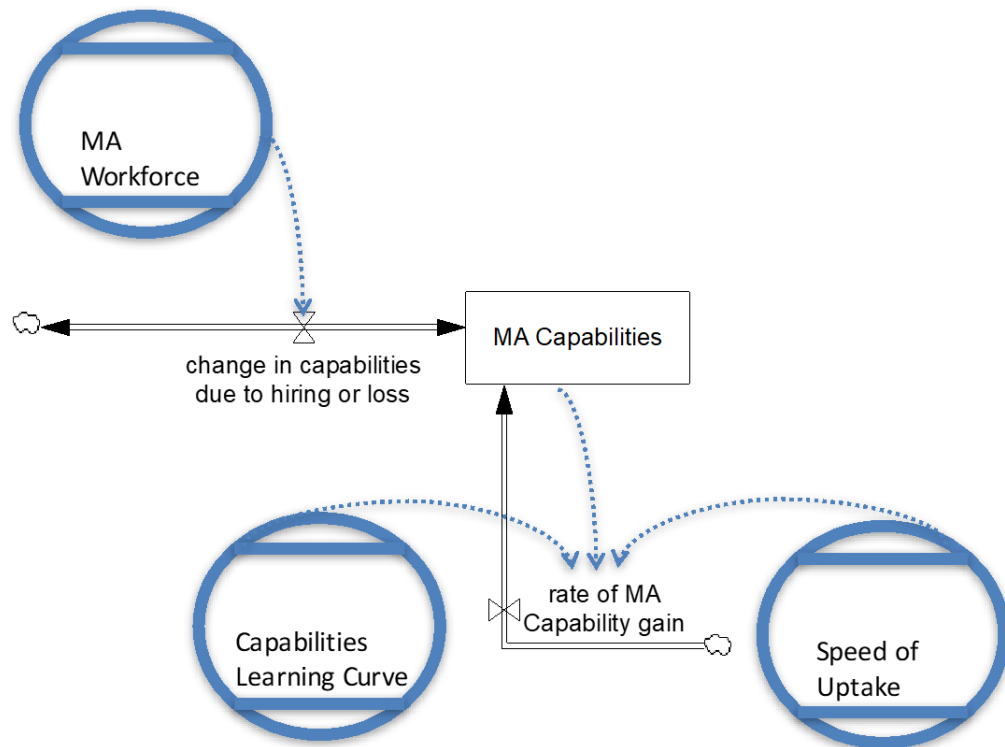 MA
Workforce
change in capabilities
due to hiring or loss
MA Capabilities
Capabilities
Learning Curve
rate of MA
Capability gain
Speed of
Uptake